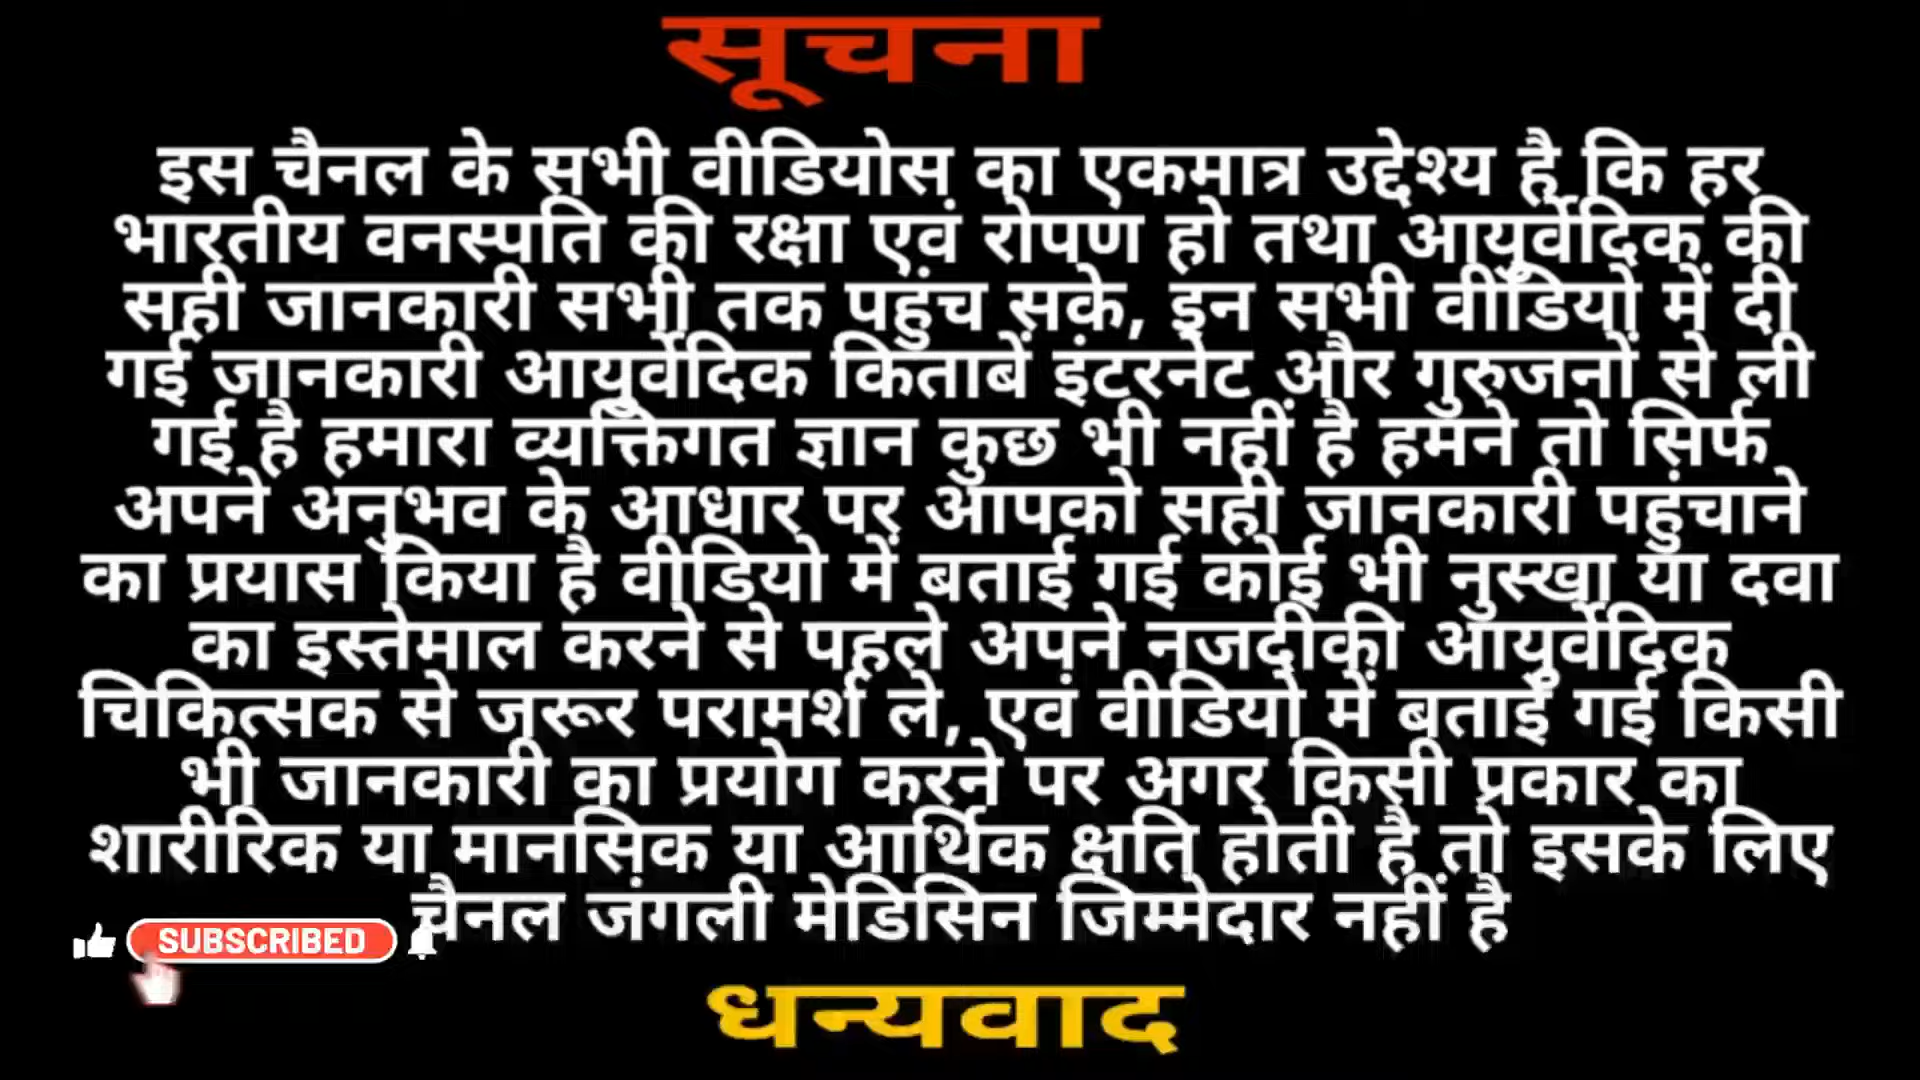 सूचना
इस चैनल के सभी वीडियोस का एकमात्र उद्देश्य है कि हर
भारतीय वनस्पति की रक्षा एवं रोपण हो तथा आयुर्वेदिक की
सही जानकारी सभी तक पहुंच सके, इन सभी वीडियो में दी
गई जानकारी आयुर्वेदिक किताबें इंटरनेट और गुरुजनों से ली
गई है हमारा व्यक्तिगत ज्ञान कुछ भी नहीं है हमने तो सिर्फ
अपने अनुभव के आधार पर आपको सही जानकारी पहुंचाने
का प्रयास किया है वीडियो में बताई गई कोई भी नुस्खा या दवा
का इस्तेमाल करने से पहले अपने नजदीकी आयुर्वेदिक
चिकित्सक से जरूर परामर्श ले, एवं वीडियो में बताई गई किसी
भी जानकारी का प्रयोग करने पर अगर किसी प्रकार का
शारीरिक या मानसिक या आर्थिक क्षति होती है तो इसके लिए
चैनल जंगली मेडिसिन जिम्मेदार नहीं है
SUBSCRIBED
धन्यवाद